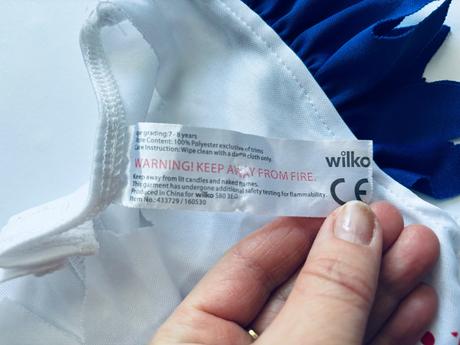 grading: 7 - 8 years
Content: 100% Polyester exclusive of trims
Care Instruction: Wipe clean with a damp cloth only.
WARNING! KEEP AWAY FROM FIRE.
Keep away from lit candles and naked flames.
This garment has undergone additional safety testing for flammability.
Produced in China for wilko S80 3EG
Item No.: 433729 / 160530
wilko
CE